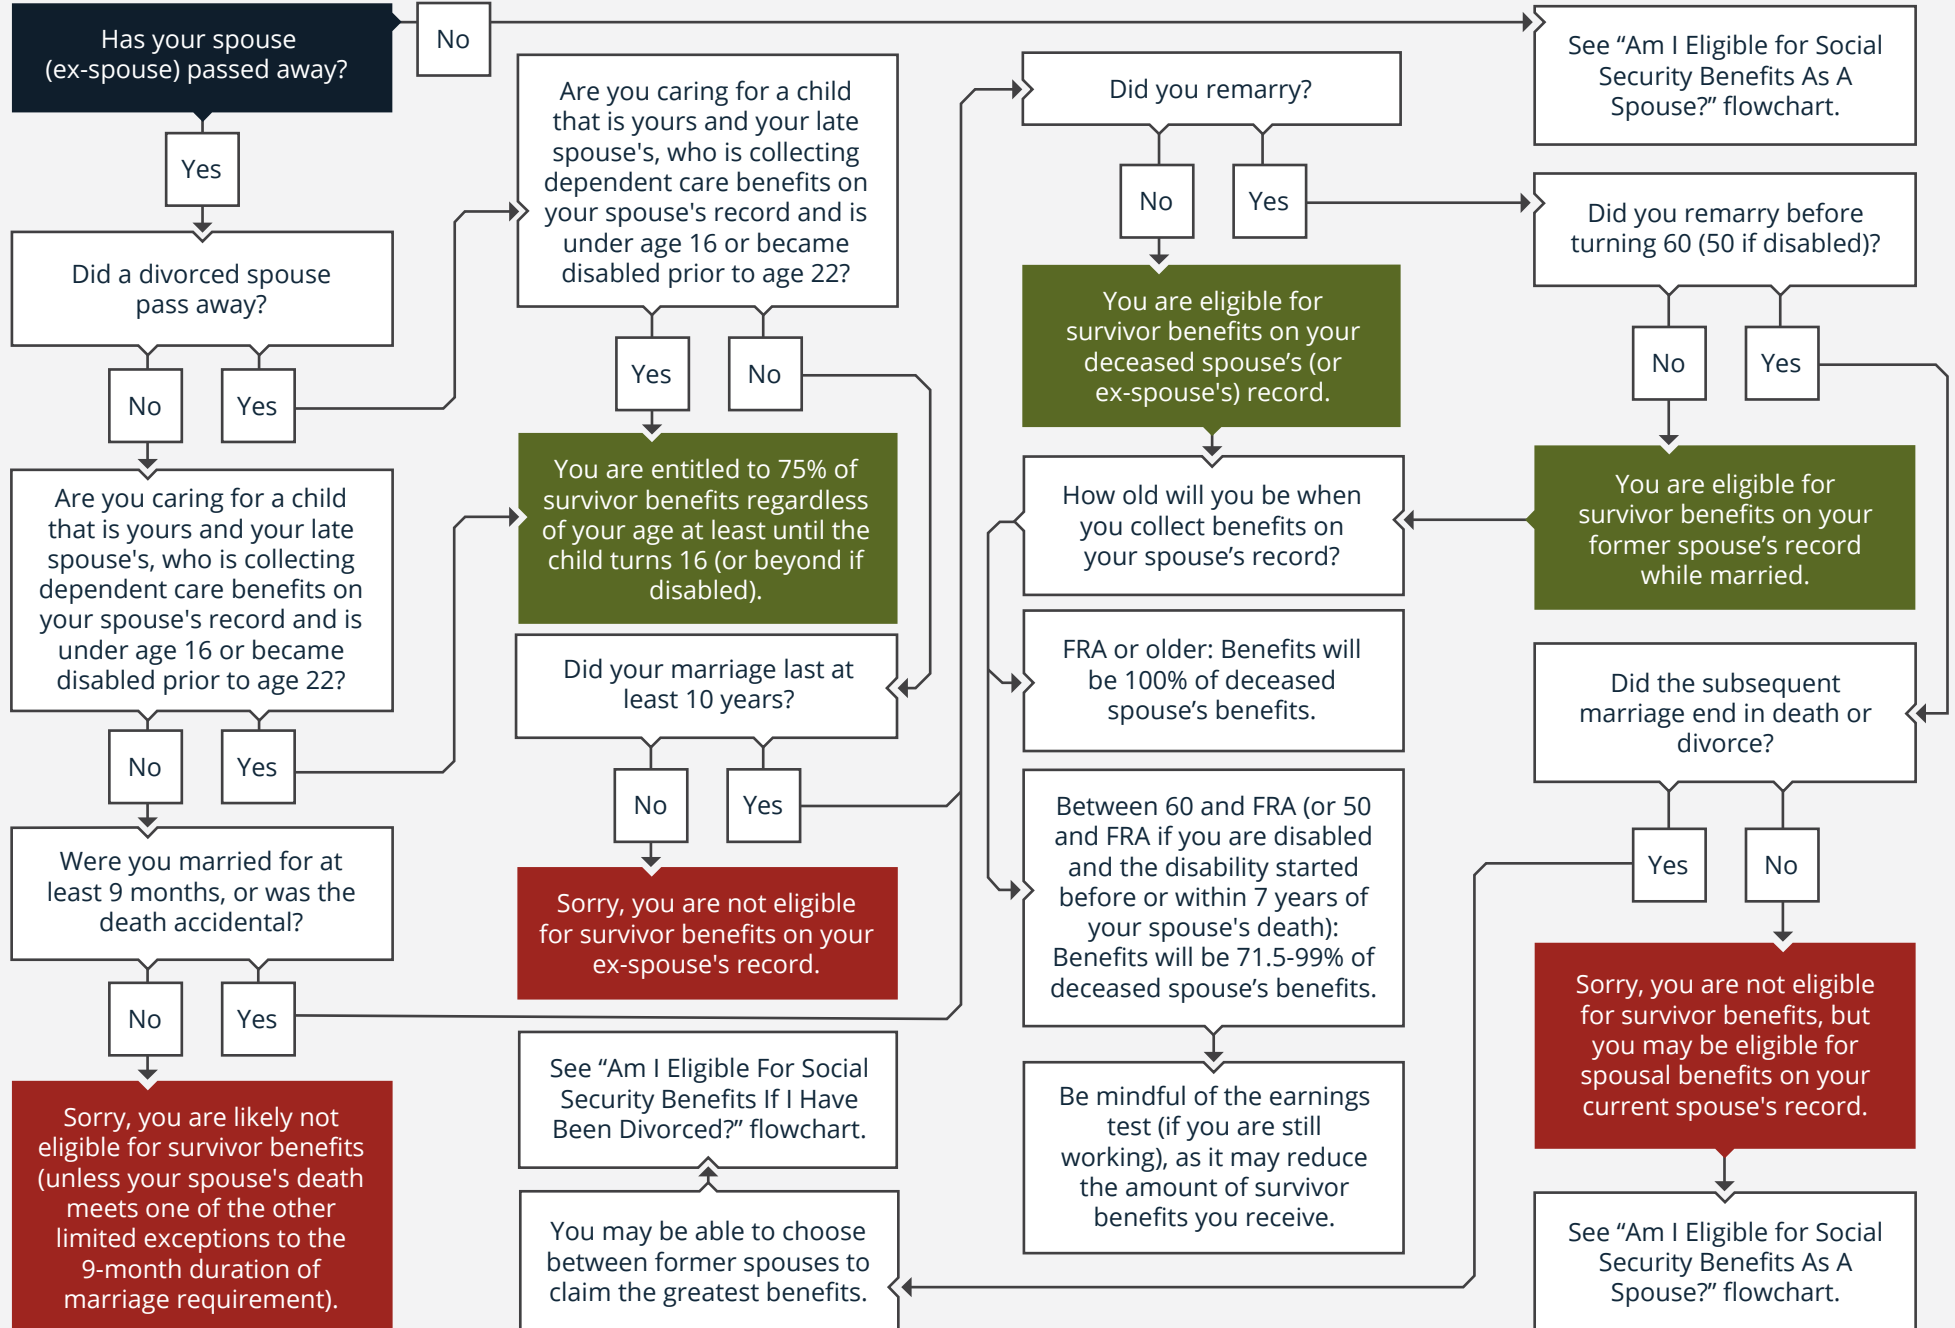 Has your spouse
(ex-spouse) passed away?
No
Yes
Did a divorced spouse
pass away?
No
Yes
Are you caring for a child
that is yours and your late
spouse's, who is collecting
dependent care benefits on
your spouse's record and is
under age 16 or became
disabled prior to age 22?
No
Yes
Were you married for at
least 9 months, or was the
death accidental?
No
Yes
Sorry, you are likely not
eligible for survivor benefits
(unless your spouse's death
meets one of the other
limited exceptions to the
9-month duration of
marriage requirement).
Are you caring for a child
that is yours and your late
spouse's, who is collecting
dependent care benefits on
your spouse's record and is
under age 16 or became
disabled prior to age 22?
Yes
No
You are entitled to 75% of
survivor benefits regardless
of your age at least until the
child turns 16 (or beyond if
disabled).
Did your marriage last at
least 10 years?
No
Yes
Sorry, you are not eligible
for survivor benefits on your
ex-spouse's record.
See “Am I Eligible For Social
Security Benefits If I Have
Been Divorced?” flowchart.
You may be able to choose
between former spouses to
claim the greatest benefits.
Did you remarry?
No
Yes
You are eligible for
survivor benefits on your
deceased spouse’s (or
ex-spouse's) record.
How old will you be when
you collect benefits on
your spouse’s record?
FRA or older: Benefits will
be 100% of deceased
spouse’s benefits.
Between 60 and FRA (or 50
and FRA if you are disabled
and the disability started
before or within 7 years of
your spouse's death):
Benefits will be 71.5-99% of
deceased spouse’s benefits.
Be mindful of the earnings
test (if you are still
working), as it may reduce
the amount of survivor
benefits you receive.
See “Am I Eligible for Social
Security Benefits As A
Spouse?” flowchart.
Did you remarry before
turning 60 (50 if disabled)?
No
Yes
You are eligible for
survivor benefits on your
former spouse’s record
while married.
Did the subsequent
marriage end in death or
divorce?
Yes
No
Sorry, you are not eligible
for survivor benefits, but
you may be eligible for
spousal benefits on your
current spouse's record.
See “Am I Eligible for Social
Security Benefits As A
Spouse?” flowchart.